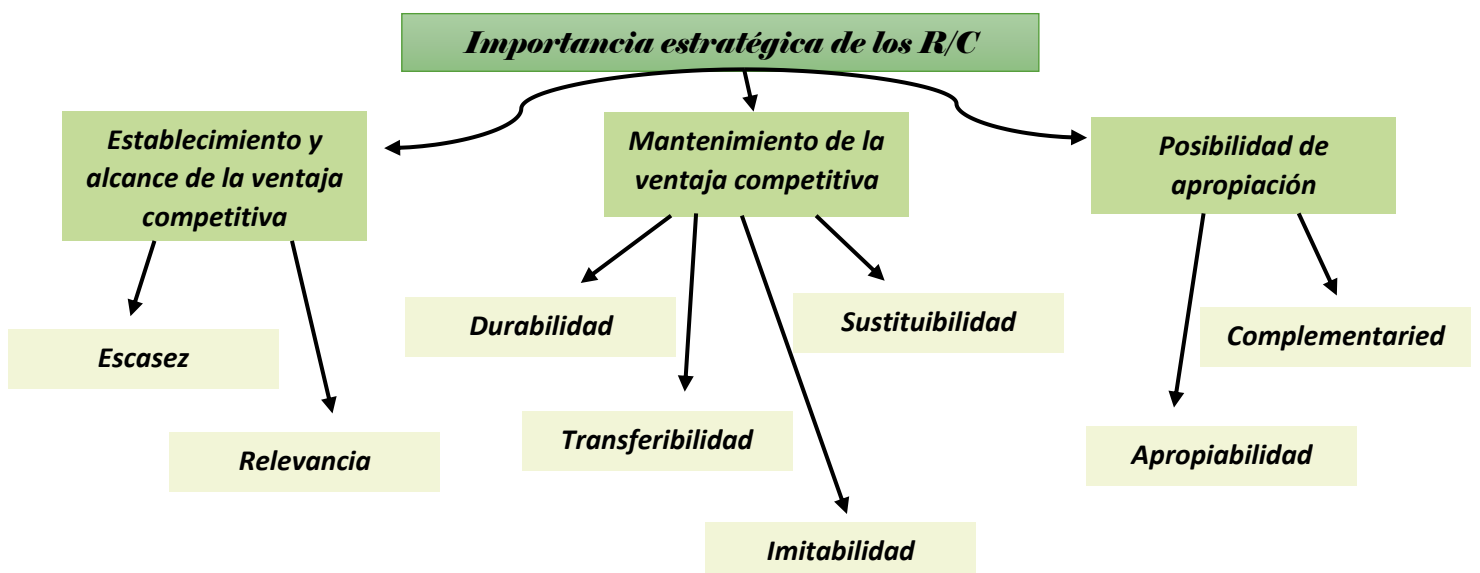 Importancia estratégica de los R/C
Establecimiento y
alcance de la ventaja
competitiva
Mantenimiento de la
ventaja competitiva
Posibilidad de
apropiación
Escasez
Relevancia
Durabilidad
Transferibilidad
Imitabilidad
Sustituibilidad
Complementaried
Apropiabilidad